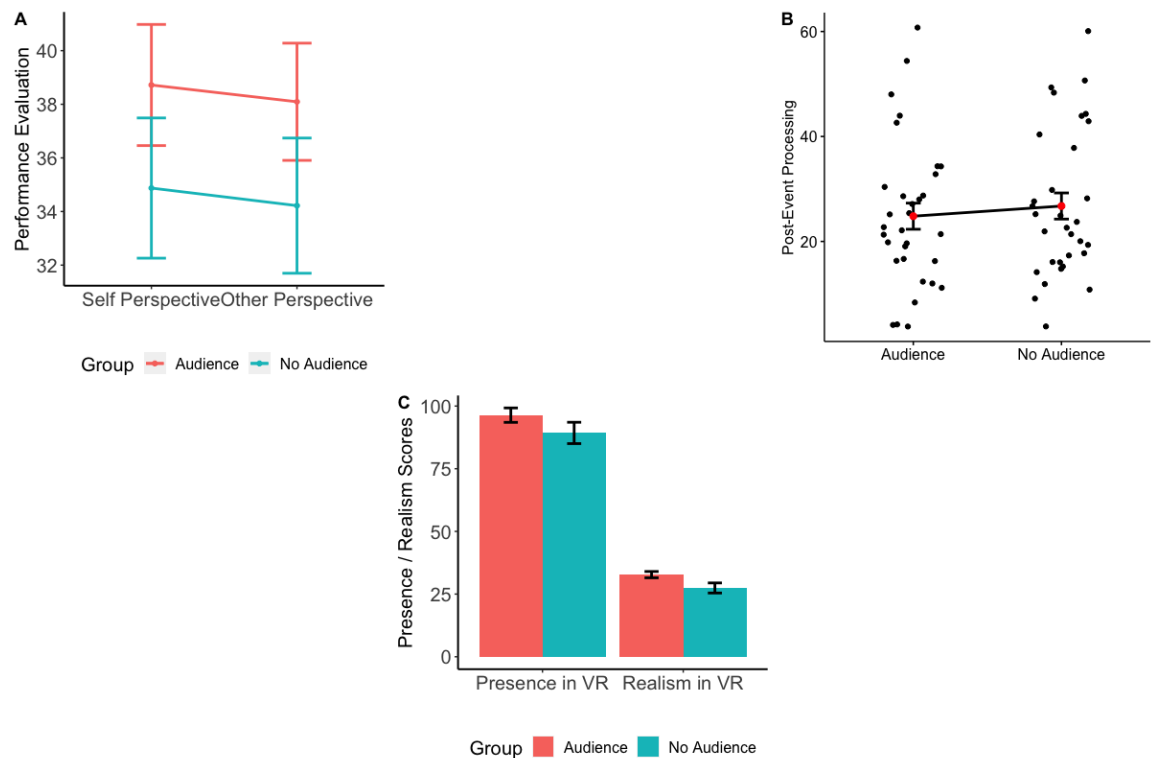 A
Performance Evaluation
40
38
36
34
32
Self Perspective Other Perspective
Group Audience No Audience
B
Post-Event Processing
60
40
20
Audience No Audience
C
Presence / Realism Scores
100
75
50
25
0
Presence in VR Realism in VR
Group Audience No Audience